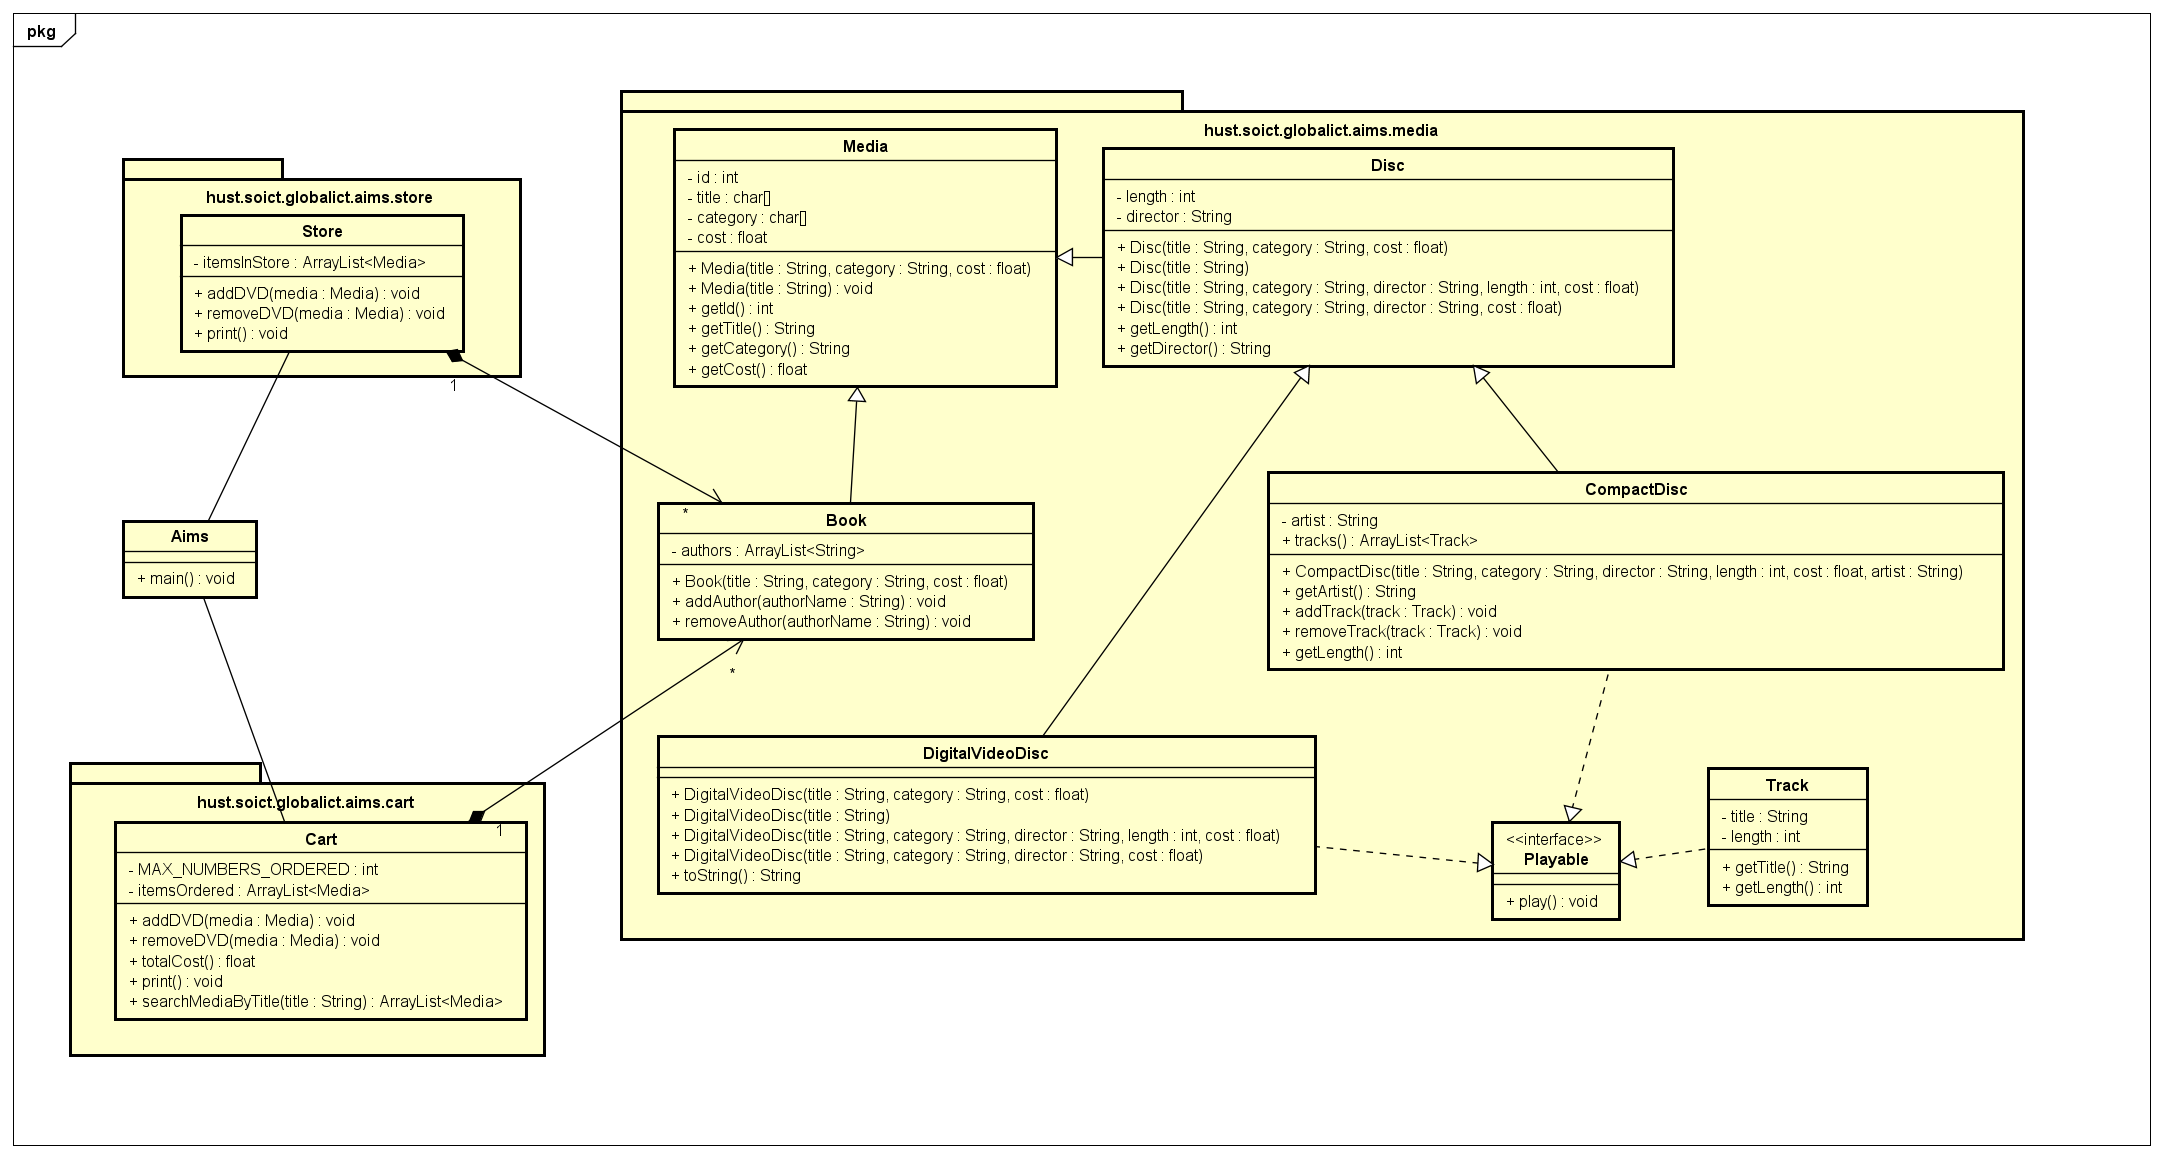 pkg
hust.soict.globalict.aims.store
Store
- itemsInStore : ArrayList<Media>
+ addDVD(media : Media) : void
+ removeDVD(media : Media) : void
+ print() : void
1
*
Aims
+ main() : void
hust.soict.globalict.aims.cart
1
*
Cart
- MAX_NUMBERS_ORDERED : int
- itemsOrdered : ArrayList<Media>
+ addDVD(media : Media) : void
+ removeDVD(media : Media) : void
+ totalCost() : float
+ print() : void
+ searchMediaByTitle(title : String) : ArrayList<Media>
hust.soict.globalict.aims.media
Media
- id : int
- title : char[]
- category : char[]
- cost : float
+ Media(title : String, category : String, cost : float)
+ Media(title : String) : void
+ getId() : int
+ getTitle() : String
+ getCategory() : String
+ getCost() : float
Disc
- length : int
- director : String
+ Disc(title : String, category : String, cost : float)
+ Disc(title : String)
+ Disc(title : String, category : String, director : String, length : int, cost : float)
+ Disc(title : String, category : String, director : String, cost : float)
+ getLength() : int
+ getDirector() : String
Book
- authors : ArrayList<String>
+ Book(title : String, category : String, cost : float)
+ addAuthor(authorName : String) : void
+ removeAuthor(authorName : String) : void
CompactDisc
- artist : String
+ tracks() : ArrayList<Track>
+ CompactDisc(title : String, category : String, director : String, length : int, cost : float, artist : String)
+ getArtist() : String
+ addTrack(track : Track) : void
+ removeTrack(track : Track) : void
+ getLength() : int
DigitalVideoDisc
+ DigitalVideoDisc(title : String, category : String, cost : float)
+ DigitalVideoDisc(title : String)
+ DigitalVideoDisc(title : String, category : String, director : String, length : int, cost : float)
+ DigitalVideoDisc(title : String, category : String, director : String, cost : float)
+ toString() : String
<<interface>>
Playable
+ play() : void
Track
- title : String
- length : int
+ getTitle() : String
+ getLength() : int